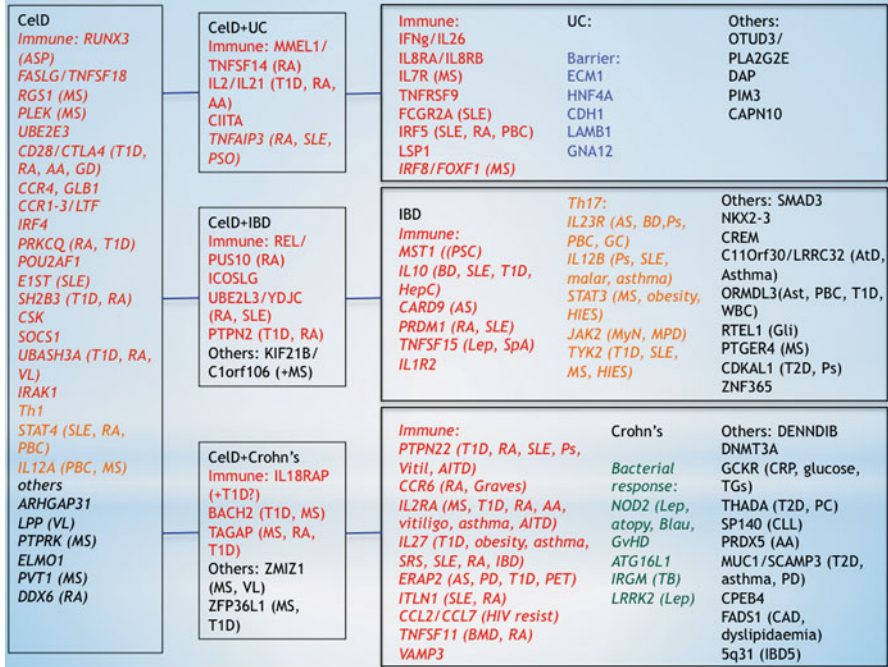 CelD
Immune: RUNX3
(ASP)
FASLG/TNFSF18
RGS1 (MS)
PLEK (MS)
UBE2E3
CD28/CTLA4 (T1D,
RA, AA, GD)
CCR4, GLB1
CCR1-3/LTF
IRF4
PRKCQ (RA, T1D)
POU2AF1
E1ST (SLE)
SH2B3 (T1D, RA)
CSK
SOCS1
UBASH3A (T1D, RA,
VL)
IRAK1
Th1
STAT4 (SLE, RA,
PBC)
IL12A (PBC, MS)
others
ARHGAP31
LPP (VL)
PTPRK (MS)
ELMO1
PVT1 (MS)
DDX6 (RA)
CelD+UC
Immune: MMEL1/
TNFSF14 (RA)
IL2/IL21 (T1D, RA,
AA)
CIITA
TNFAIP3 (RA, SLE,
PSO)
Immune:
IFNg/IL26
IL8RA/IL8RB
IL7R (MS)
TNFRSF9
FCGR2A (SLE)
IRF5 (SLE, RA, PBC)
LSP1
IRF8/FOXF1 (MS)
UC:
Barrier:
ECM1
HNF4A
CDH1
LAMB1
GNA12
Others:
OTUD3/
PLA2G2E
DAP
PIM3
CAPN10
CelD+IBD
Immune: REL/
PUS10 (RA)
ICOSLG
UBE2L3/YDJC
(RA, SLE)
PTPN2 (T1D, RA)
Others: KIF21B/
C1orf106 (+MS)
IBD
Immune:
MST1 ((PSC)
IL10 (BD, SLE, T1D,
HepC)
CARD9 (AS)
PRDM1 (RA, SLE)
TNFSF15 (Lep, SpA)
IL1R2
Th17:
IL23R (AS, BD,Ps,
PBC, GC)
IL12B (Ps, SLE,
malar, asthma)
STAT3 (MS, obesity,
HIES)
JAK2 (MyN, MPD)
TYK2 (T1D, SLE,
MS, HIES)
Others: SMAD3
NKX2-3
CREM
C11Orf30/LRRC32 (AtD,
Asthma)
ORMDL3(Ast, PBC, T1D,
WBC)
RTEL1 (Gli)
PTGER4 (MS)
CDKAL1 (T2D, Ps)
ZNF365
CelD+Crohn's
Immune: IL18RAP
(+T1D?)
BACH2 (T1D, MS)
TAGAP (MS, RA,
T1D)
Others: ZMIZ1
(MS, VL)
ZFP36L1 (MS,
T1D)
Immune:
PTPN22 (T1D, RA, SLE, Ps,
Vitil, AITD)
CCR6 (RA, Graves)
IL2RA (MS, T1D, RA, AA,
vitiligo, asthma, AITD)
IL27 (T1D, obesity, asthma,
SRS, SLE, RA, IBD)
ERAP2 (AS, PD, T1D, PET)
ITLN1 (SLE, RA)
CCL2/CCL7 (HIV resist)
TNFSF11 (BMD, RA)
VAMP3
Crohn's
Bacterial
response:
NOD2 (Lep,
atopy, Blau,
GvHD
ATG16L1
IRGM (TB)
LRRK2 (Lep)
Others: DENNDIB
DNMT3A
GCKR (CRP, glucose,
TGs)
THADA (T2D, PC)
SP140 (CLL)
PRDX5 (AA)
MUC1/SCAMP3 (T2D,
asthma, PD)
CPEB4
FADS1 (CAD,
dyslipidaemia)
5q31 (IBD5)